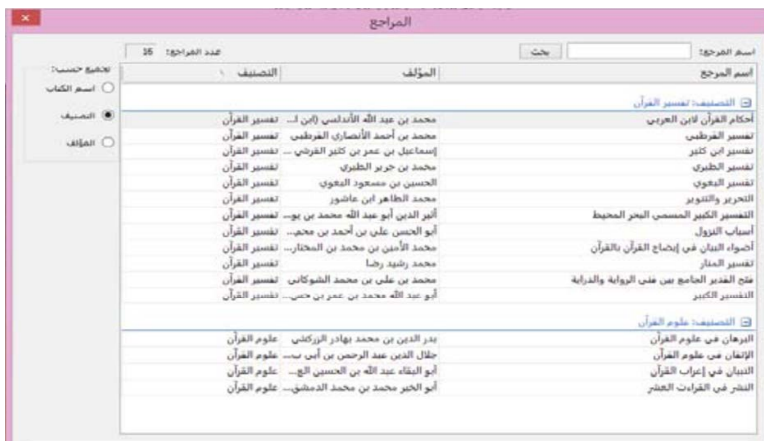 المراجع
اسم المرجع: بحث عدد المراجع: 16
تجميع حسب:
اسم الكتاب
التصنيف
المؤلف
اسم المرجع المؤلف التصنيف
التصنيف: تفسير القرآن
أحكام القرآن لابن العربي محمد بن عبد الله الأندلسي (ابن ا... تفسير القرآن
تفسير القرطبي محمد بن أحمد الأنصاري القرطبي تفسير القرآن
تفسير ابن كثير إسماعيل بن عمر بن كثير القرشي ... تفسير القرآن
تفسير الطبري محمد بن جرير الطبري تفسير القرآن
تفسير البغوي الحسين بن مسعود البغوي تفسير القرآن
التحرير والتنوير محمد الطاهر ابن عاشور تفسير القرآن
التفسير الكبير المسمى البحر المحيط أثير الدين أبو عبد الله محمد بن يو... تفسير القرآن
أسباب النزول أبو الحسن علي بن أحمد بن محم... تفسير القرآن
أضواء البيان في إيضاح القرآن بالقرآن محمد الأمين بن محمد بن المختار... تفسير القرآن
تفسير المنار محمد رشيد رضا تفسير القرآن
فتح القدير الجامع بين فني الرواية والدراية محمد بن علي بن محمد الشوكاني تفسير القرآن
التفسير الكبير أبو عبد الله محمد بن عمر بن حس... تفسير القرآن
التصنيف: علوم القرآن
البرهان في علوم القرآن بدر الدين بن محمد بهادر الزركشي علوم القرآن
الإتقان في علوم القرآن جلال الدين عبد الرحمن بن أبي ب... علوم القرآن
التبيان في إعراب القرآن أبو البقاء عبد الله بن الحسين الع... علوم القرآن
النشر في القراءات العشر أبو الخير محمد بن محمد الدمشق... علوم القرآن